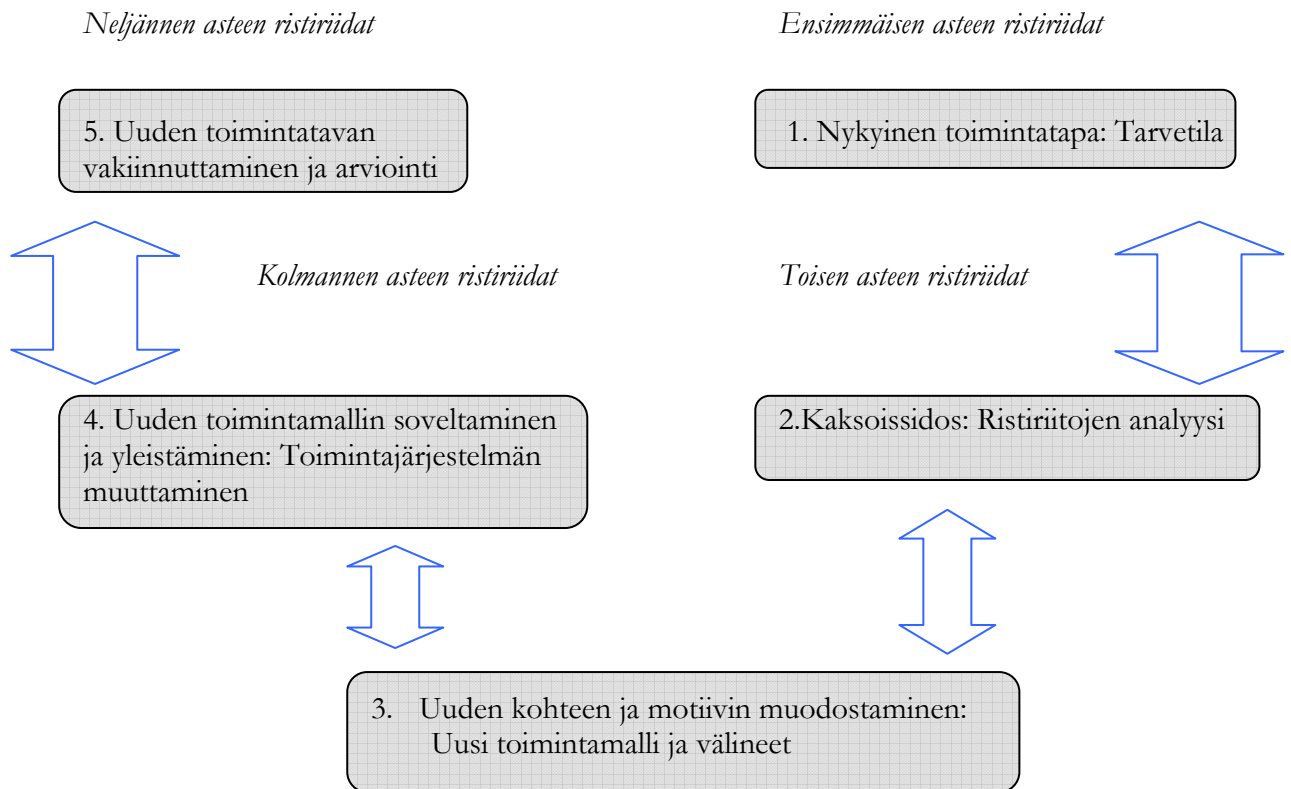 Neljännen asteen ristiriidat
Ensimmäisen asteen ristiriidat
5. Uuden toimintatavan
vakiinnuttaminen ja arviointi
1. Nykyinen toimintatapa: Tarvetila
Kolmannen asteen ristiriidat
Toisen asteen ristiriidat
4. Uuden toimintamallin soveltaminen
ja yleistäminen: Toimintajärjestelmän
muuttaminen
2.Kaksoissidos: Ristiriitojen analyysi
3. Uuden kohteen ja motiivin muodostaminen:
Uusi toimintamalli ja välineet